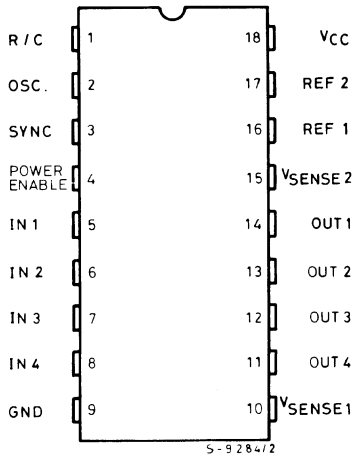 R/C 1 18 VCC
OSC. 2 17 REF 2
SYNC 3 16 REF 1
POWER
ENABLE 4 15 VSENSE 2
IN 1 5 14 OUT 1
IN 2 6 13 OUT 2
IN 3 7 12 OUT 3
IN 4 8 11 OUT 4
GND 9 10 VSENSE 1
S-9284/2